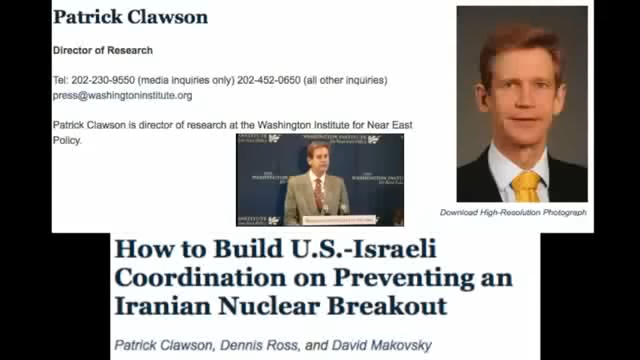 Patrick Clawson
Director of Research
Tel: 202-230-9550 (media inquiries only) 202-452-0650 (all other inquiries)
press@washingtoninstitute.org
Patrick Clawson is director of research at the Washington Institute for Near East
Policy.
Download High-Resolution Photograph
How to Build U.S.-Israeli
Coordination on Preventing an
Iranian Nuclear Breakout
Patrick Clawson, Dennis Ross, and David Makovsky